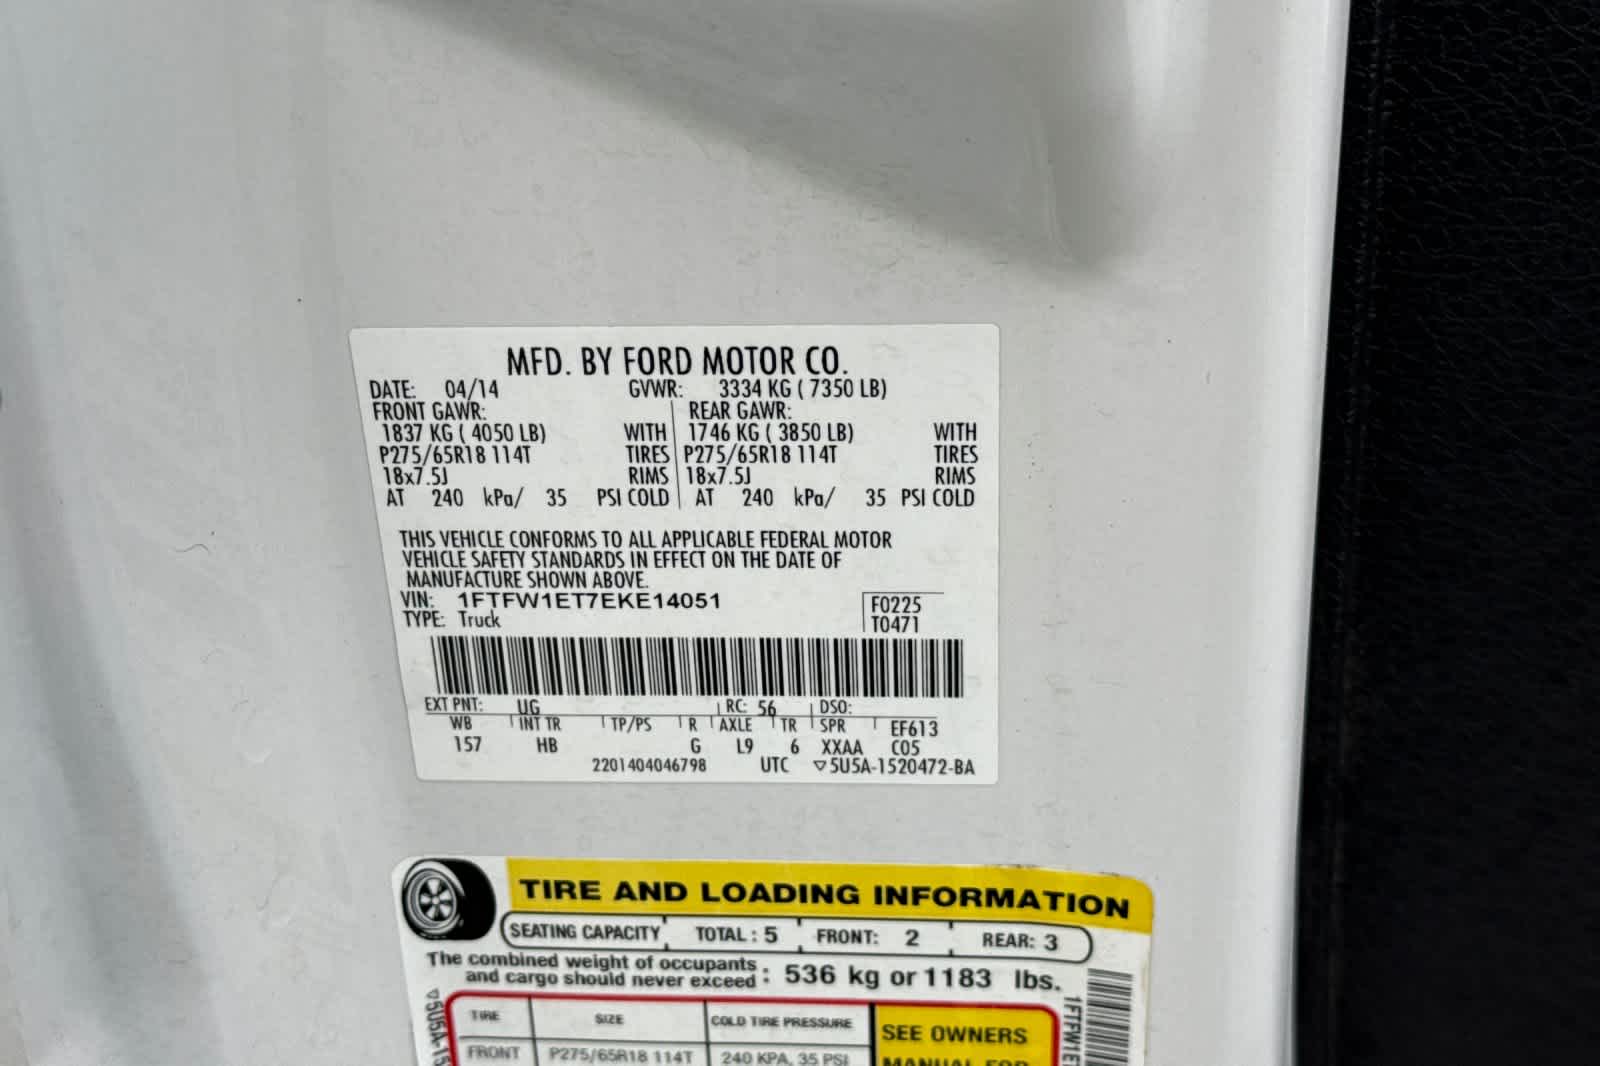 MFD. BY FORD MOTOR CO.
DATE: 04/14 GVWR: 3334 KG ( 7350 LB)
FRONT GAWR: REAR GAWR:
1837 KG ( 4050 LB) WITH 1746 KG ( 3850 LB) WITH
P275/65R18 114T TIRES P275/65R18 114T TIRES
18x7.5J RIMS 18x7.5J RIMS
AT 240 kPa/ 35 PSI COLD AT 240 kPa/ 35 PSI COLD
THIS VEHICLE CONFORMS TO ALL APPLICABLE FEDERAL MOTOR
VEHICLE SAFETY STANDARDS IN EFFECT ON THE DATE OF
MANUFACTURE SHOWN ABOVE.
VIN: 1FTFW1ET7EKE14051 F0225
TYPE: Truck T0471
EXT PNT: UG RC: 56 DSO:
WB INT TR TP/PS R AXLE TR SPR EF613
157 HB G L9 6 XXAA C05
2201404046798 UTC ▽5U5A-1520472-BA
TIRE AND LOADING INFORMATION
SEATING CAPACITY TOTAL : 5 FRONT: 2 REAR: 3
The combined weight of occupants
and cargo should never exceed : 536 kg or 1183 lbs.
TIRE SIZE COLD TIRE PRESSURE SEE OWNERS
FRONT P275/65R18 114T 240 KPA, 35 PSI MANUAL FOR
▽5U5A-15
1FTFW1ET